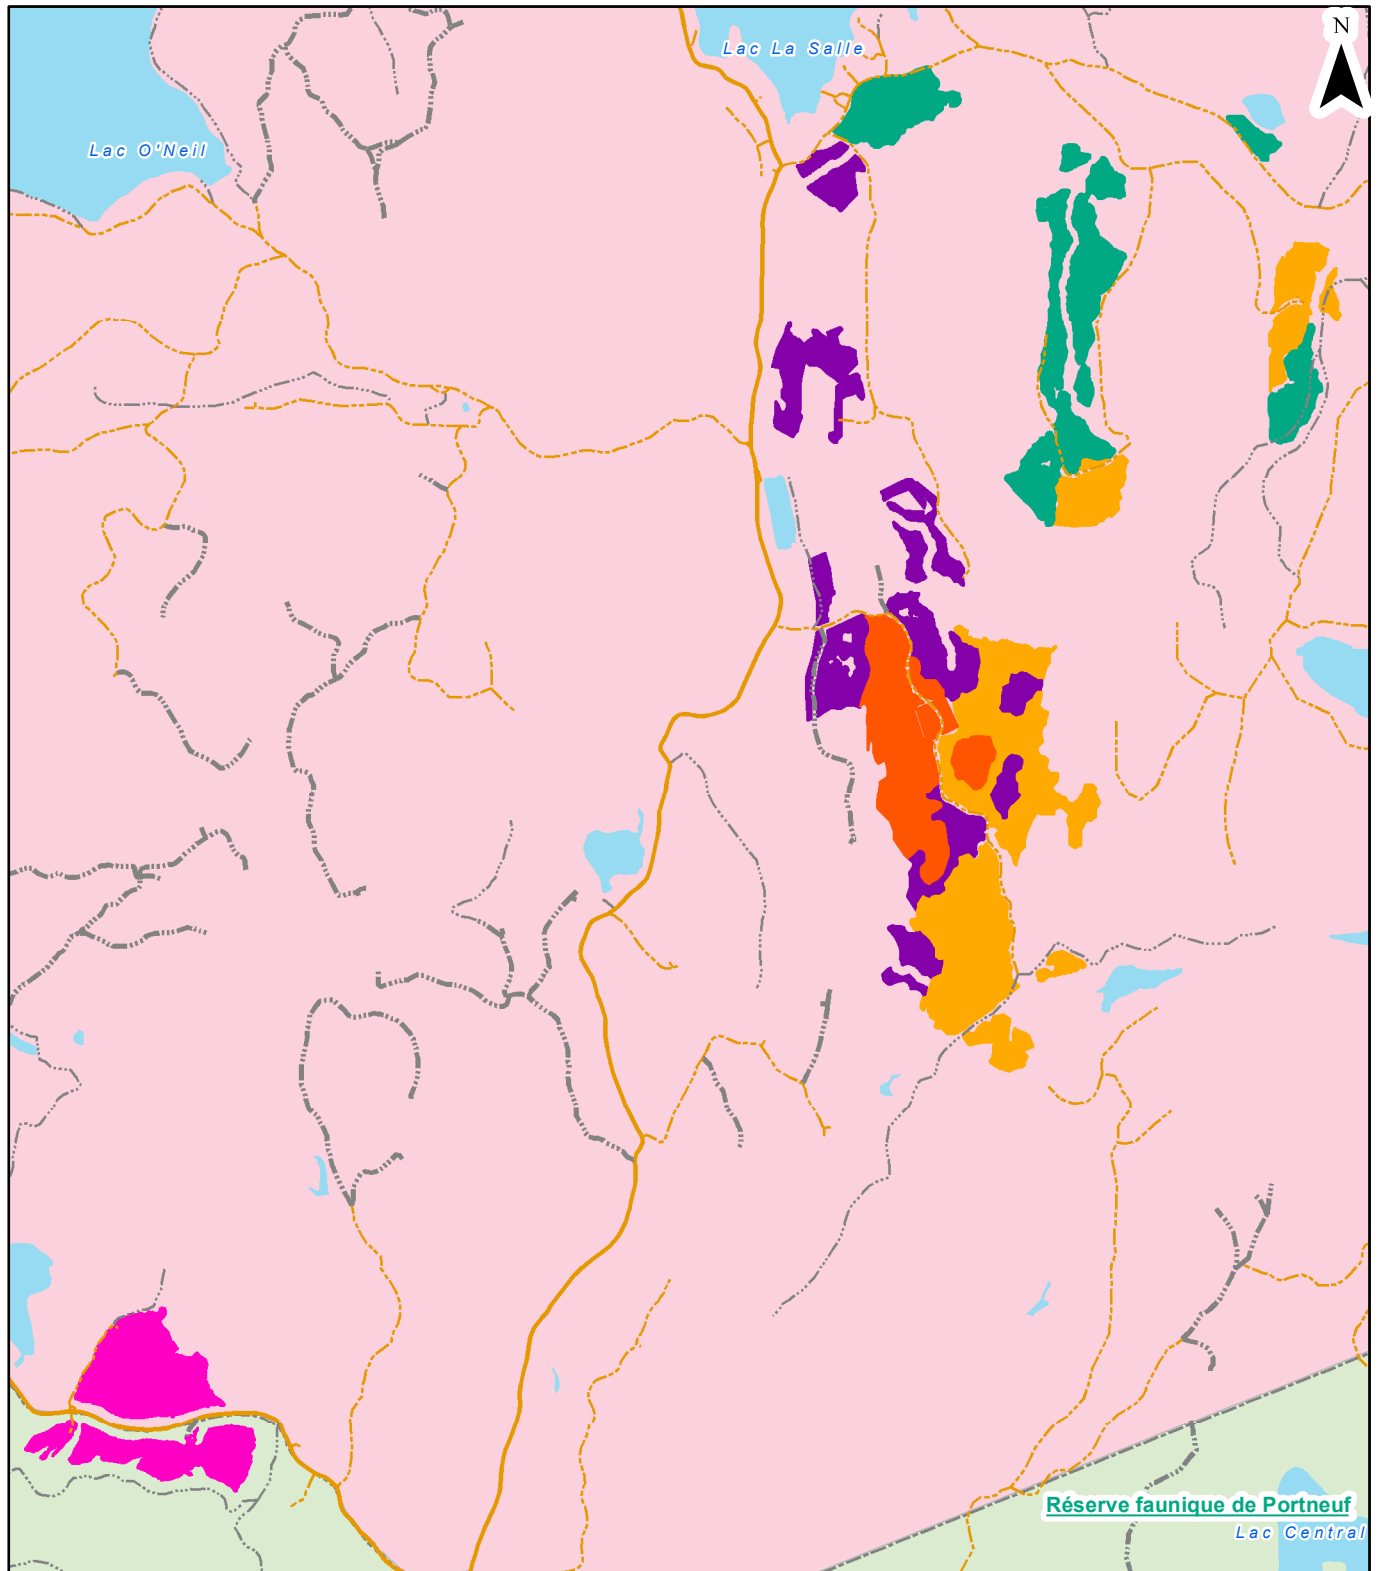 N
Lac La Salle
Lac O'Neil
Réserve faunique de Portneuf
Lac Central